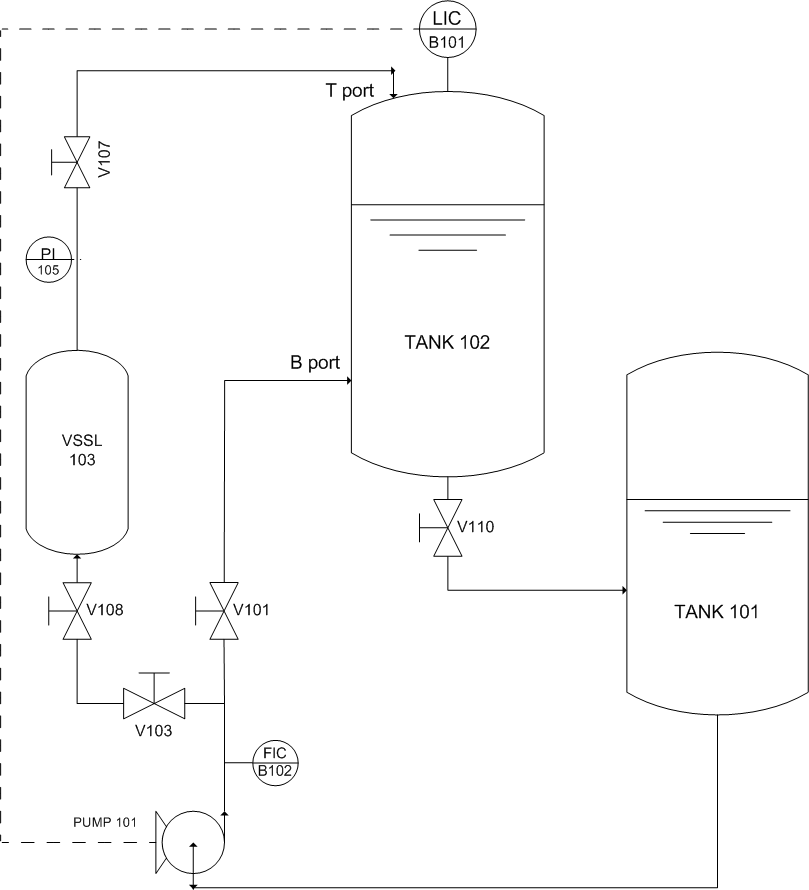 LIC
B101
T port
V107
PI
105
TANK 102
B port
VSSL
103
V110
V108
V101
TANK 101
V103
FIC
B102
PUMP 101